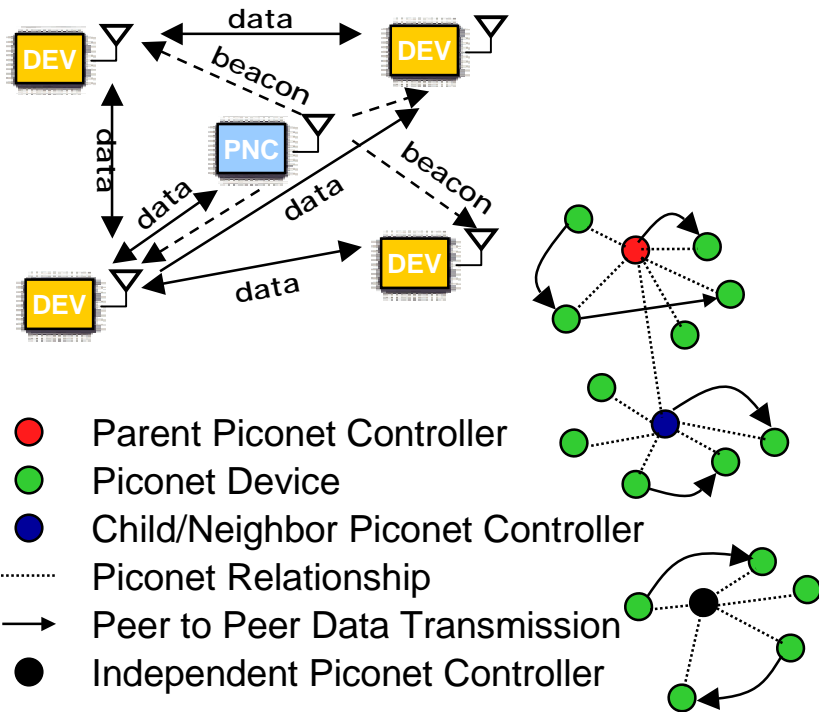 data
DEV
DEV
beacon
PNC
data
data
data
beacon
DEV
DEV
data
Parent Piconet Controller
Piconet Device
Child/Neighbor Piconet Controller
Piconet Relationship
Peer to Peer Data Transmission
Independent Piconet Controller